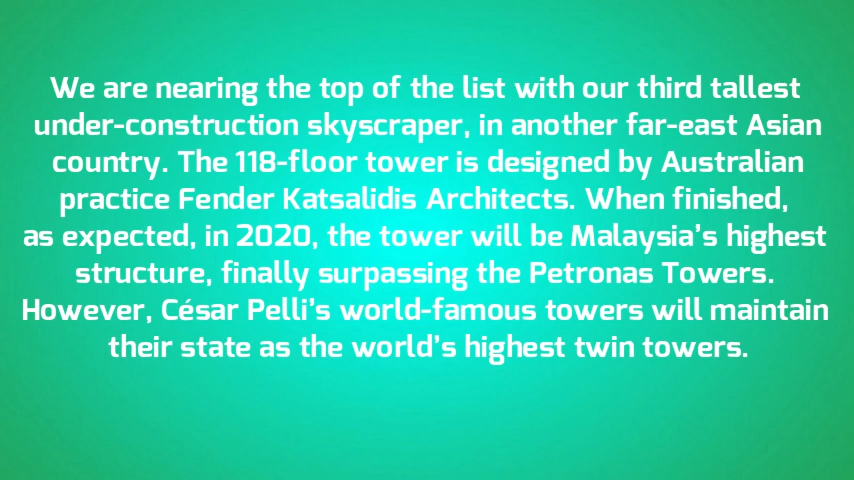 We are nearing the top of the list with our third tallest
under-construction skyscraper, in another far-east Asian
country. The 118-floor tower is designed by Australian
practice Fender Katsalidis Architects. When finished,
as expected, in 2020, the tower will be Malaysia's highest
structure, finally surpassing the Petronas Towers.
However, César Pelli's world-famous towers will maintain
their state as the world's highest twin towers.